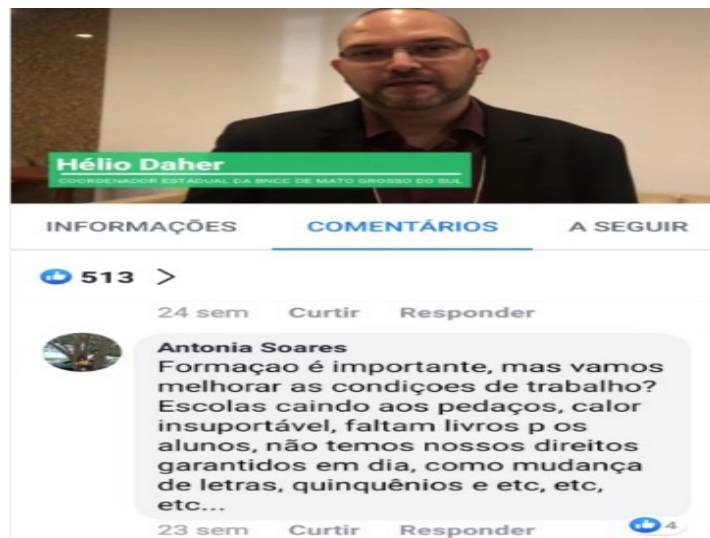 Hélio Daher
COORDENADOR ESTADUAL DA BNCC DE MATO GROSSO DO SUL
INFORMAÇÕES COMENTÁRIOS A SEGUIR
513 >
24 sem Curtir Responder
Antonia Soares
Formaçao é importante, mas vamos
melhorar as condiçoes de trabalho?
Escolas caindo aos pedaços, calor
insuportável, faltam livros p os
alunos, não temos nossos direitos
garantidos em dia, como mudança
de letras, quinquênios e etc, etc,
etc...
23 sem Curtir Responder 4